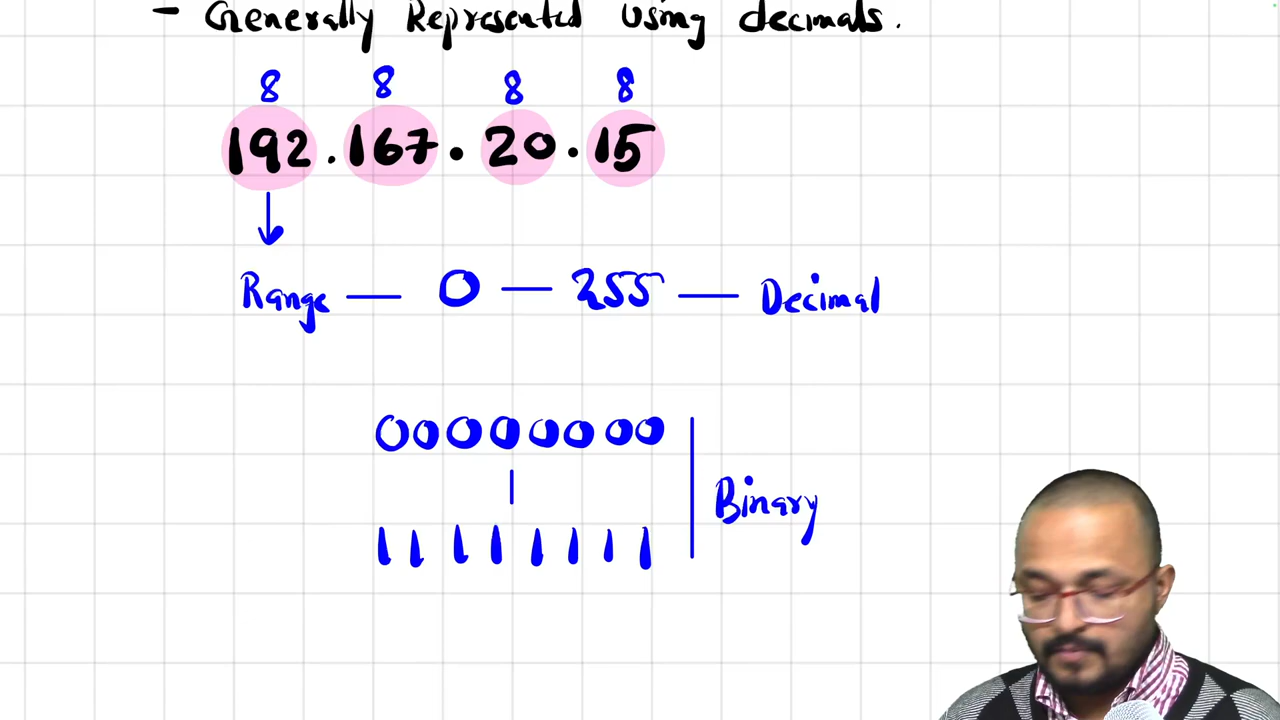 - Generally Represented using decimals.
8 8 8 8
192.167.20.15
Range — 0 — 255 — Decimal
00000000
Binary
11111111